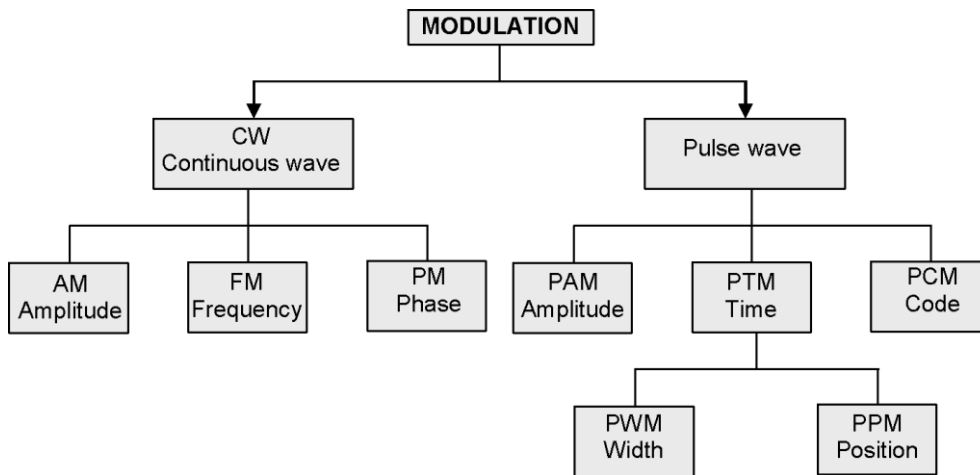 MODULATION
CW
Continuous wave
Pulse wave
AM
Amplitude
FM
Frequency
PM
Phase
PAM
Amplitude
PTM
Time
PCM
Code
PWM
Width
PPM
Position